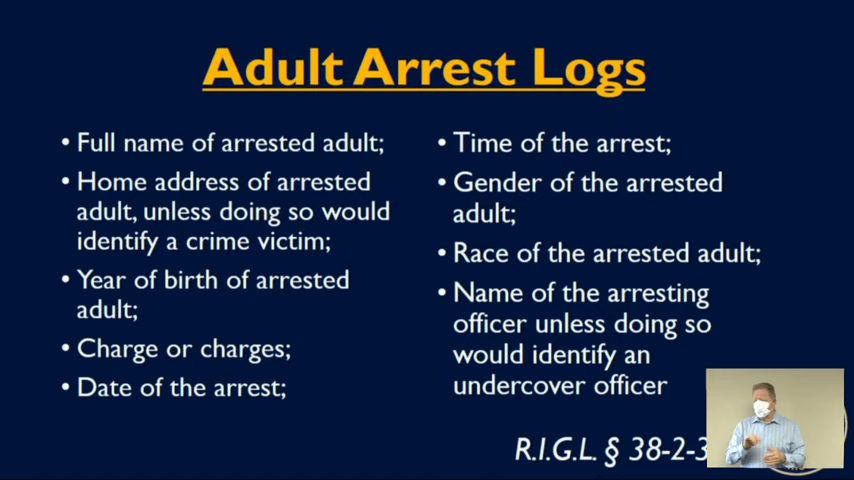 Adult Arrest Logs
• Full name of arrested adult;
• Home address of arrested
adult, unless doing so would
identify a crime victim;
• Year of birth of arrested
adult;
• Charge or charges;
• Date of the arrest;
• Time of the arrest;
• Gender of the arrested
adult;
• Race of the arrested adult;
• Name of the arresting
officer unless doing so
would identify an
undercover officer
R.I.G.L. § 38-2-3